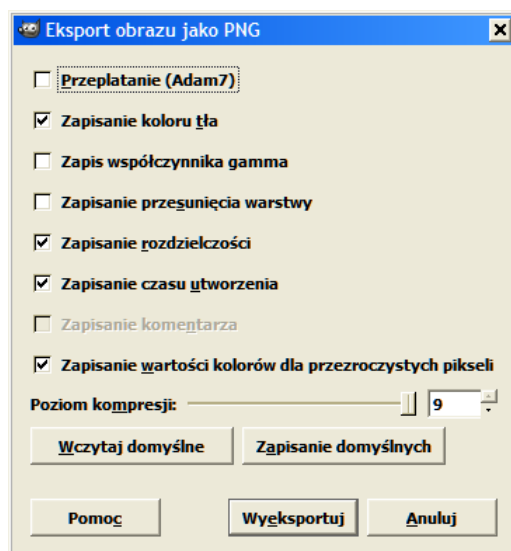 Eksport obrazu jako PNG
Przeplatanie (Adam7)
Zapisanie koloru tła
Zapis współczynnika gamma
Zapisanie przesunięcia warstwy
Zapisanie rozdzielczości
Zapisanie czasu utworzenia
Zapisanie komentarza
Zapisanie wartości kolorów dla przezroczystych pikseli
Poziom kompresji: 9
Wczytaj domyślne Zapisanie domyślnych
Pomoc Wyeksportuj Anuluj